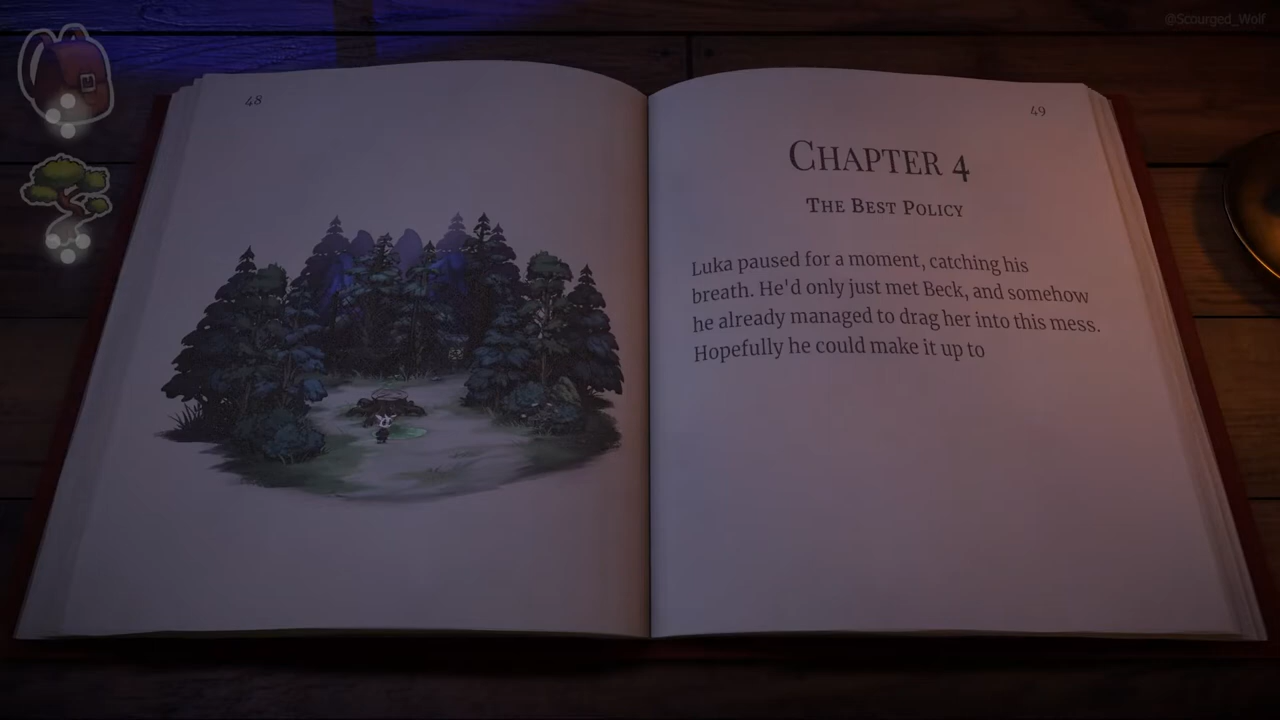 @Scourged_Wolf
48
49
Chapter 4
The Best Policy
Luka paused for a moment, catching his
breath. He'd only just met Beck, and somehow
he already managed to drag her into this mess.
Hopefully he could make it up to